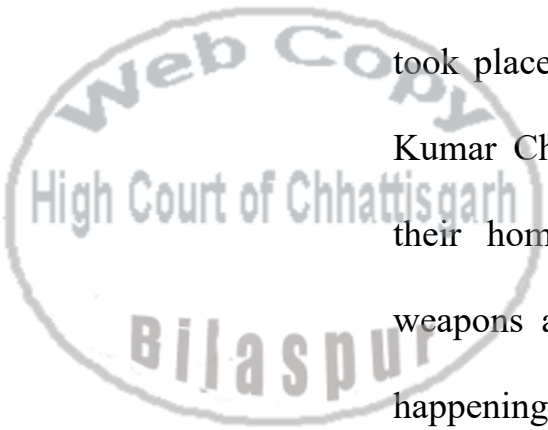 Web Copy
took place
Kumar Ch
High Court of Chhattisgarh
their hom
weapons a
Bilaspur
happening